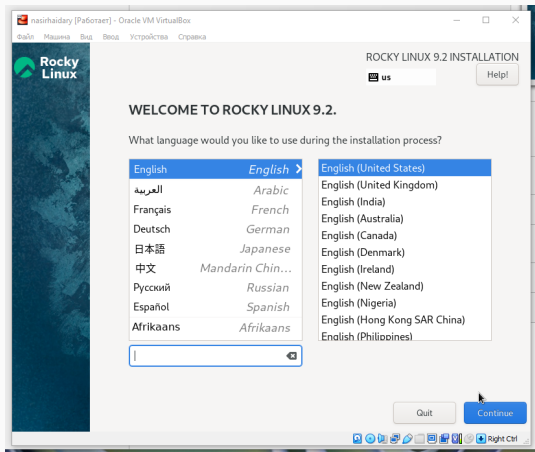 nasirhaidary [Работает] - Oracle VM VirtualBox
Файл Машина Вид Ввод Устройства Справка
Rocky
Linux
ROCKY LINUX 9.2 INSTALLATION
us
Help!
WELCOME TO ROCKY LINUX 9.2.
What language would you like to use during the installation process?
English English
العربية Arabic
Français French
Deutsch German
日本語 Japanese
中文 Mandarin Chin...
Русский Russian
Español Spanish
Afrikaans Afrikaans
English (United States)
English (United Kingdom)
English (India)
English (Australia)
English (Canada)
English (Denmark)
English (Ireland)
English (New Zealand)
English (Nigeria)
English (Hong Kong SAR China)
English (Philippines)
Quit
Continue
Right Ctrl